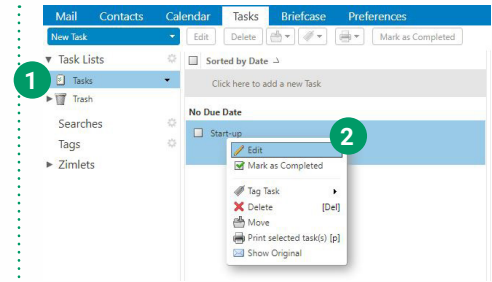 Mail Contacts Calendar Tasks Briefcase Preferences
New Task Edit Delete Mark as Completed
Task Lists
Sorted by Date
1
Tasks
Click here to add a new Task
Trash
No Due Date
Searches
Start-up
2
Tags
Edit
Zimlets
Mark as Completed
Tag Task
Delete [Del]
Move
Print selected task(s) [p]
Show Original